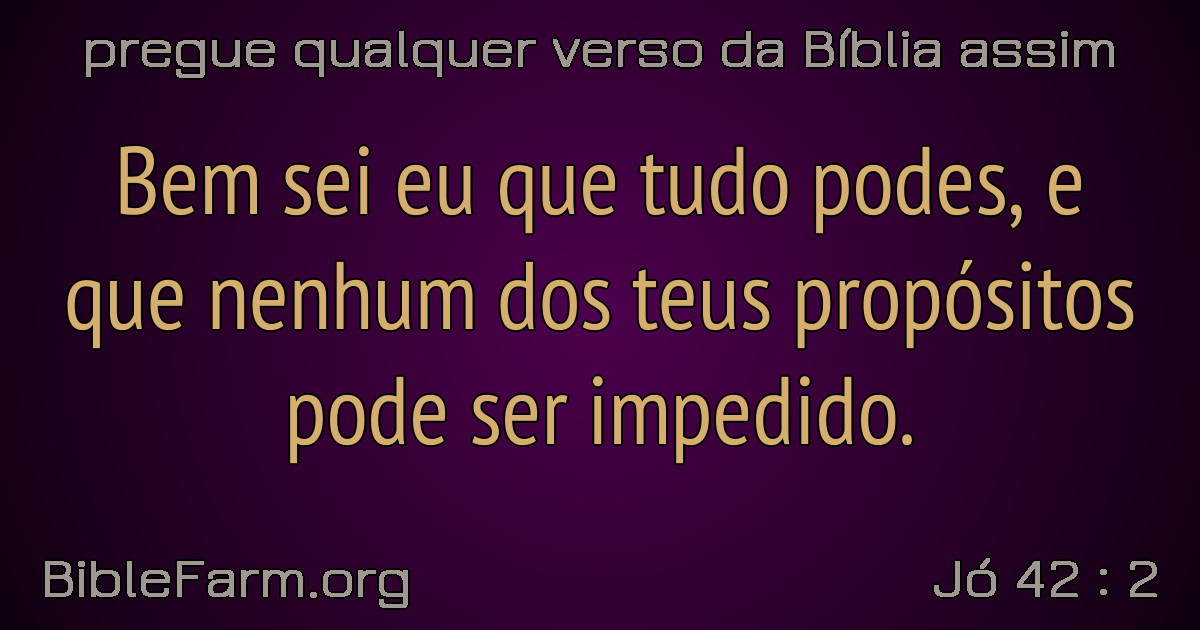 pregue qualquer verso da Bíblia assim
Bem sei eu que tudo podes, e
que nenhum dos teus propósitos
pode ser impedido.
BibleFarm.org
Jó 42 : 2